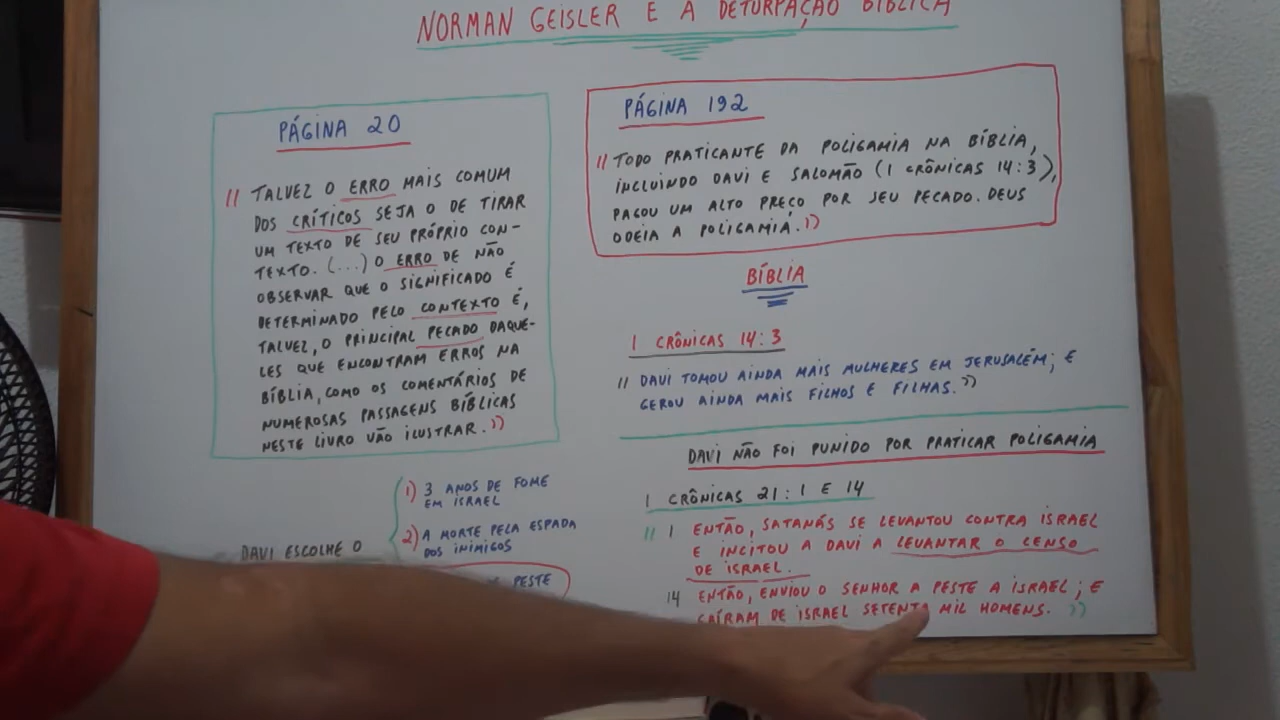 NORMAN GEISLER E A DETURPAÇÃO BÍBLICA
PÁGINA 20
" TALVEZ O ERRO MAIS COMUM
DOS CRÍTICOS SEJA O DE TIRAR
UM TEXTO DE SEU PRÓPRIO CON-
TEXTO. (...) O ERRO DE NÃO
OBSERVAR QUE O SIGNIFICADO É
DETERMINADO PELO CONTEXTO É,
TALVEZ, O PRINCIPAL PECADO DAQUE-
LES QUE ENCONTRAM ERROS NA
BÍBLIA, COMO OS COMENTÁRIOS DE
NUMEROSAS PASSAGENS BÍBLICAS
NESTE LIVRO VÃO ILUSTRAR."
DAVI ESCOLHE O
1) 3 ANOS DE FOME
EM ISRAEL
2) A MORTE PELA ESPADA
DOS INIMIGOS
PESTE
PÁGINA 192
" TODO PRATICANTE DA POLIGAMIA NA BÍBLIA,
INCLUINDO DAVI E SALOMÃO (1 CRÔNICAS 14:3),
PAGOU UM ALTO PREÇO POR SEU PECADO. DEUS
ODEIA A POLIGAMIA."
BÍBLIA
1 CRÔNICAS 14:3
" DAVI TOMOU AINDA MAIS MULHERES EM JERUSALÉM; E
GEROU AINDA MAIS FILHOS E FILHAS."
DAVI NÃO FOI PUNIDO POR PRATICAR POLIGAMIA
1 CRÔNICAS 21:1 E 14
" 1 ENTÃO, SATANÁS SE LEVANTOU CONTRA ISRAEL
E INCITOU A DAVI A LEVANTAR O CENSO
DE ISRAEL.
14 ENTÃO, ENVIOU O SENHOR A PESTE A ISRAEL; E
CAÍRAM DE ISRAEL SETENTA MIL HOMENS. "